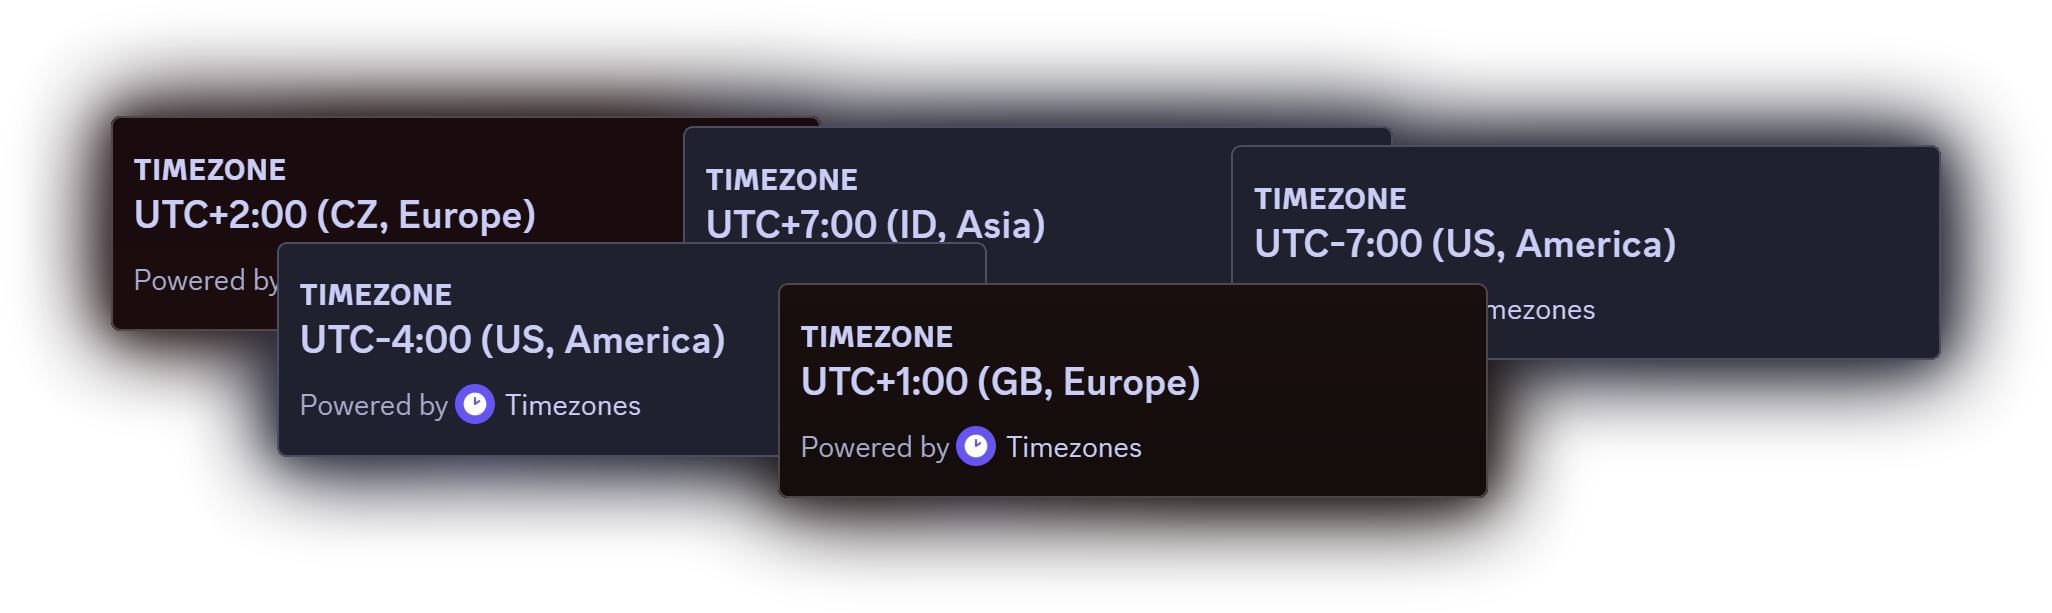 TIMEZONE
UTC+2:00 (CZ, Europe)
Powered by
TIMEZONE
UTC+7:00 (ID, Asia)
TIMEZONE
UTC-7:00 (US, America)
mezones
TIMEZONE
UTC-4:00 (US, America)
Powered by Timezones
TIMEZONE
UTC+1:00 (GB, Europe)
Powered by Timezones